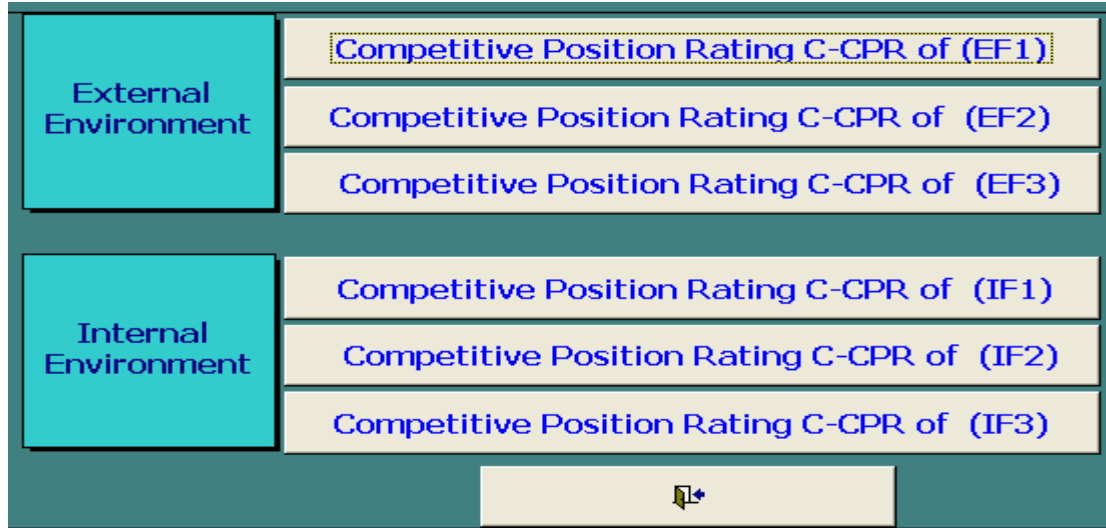 External
Environment
Competitive Position Rating C-CPR of (EF1)
Competitive Position Rating C-CPR of  (EF2)
Competitive Position Rating C-CPR of  (EF3)
Internal
Environment
Competitive Position Rating C-CPR of  (IF1)
Competitive Position Rating C-CPR of  (IF2)
Competitive Position Rating C-CPR of  (IF3)